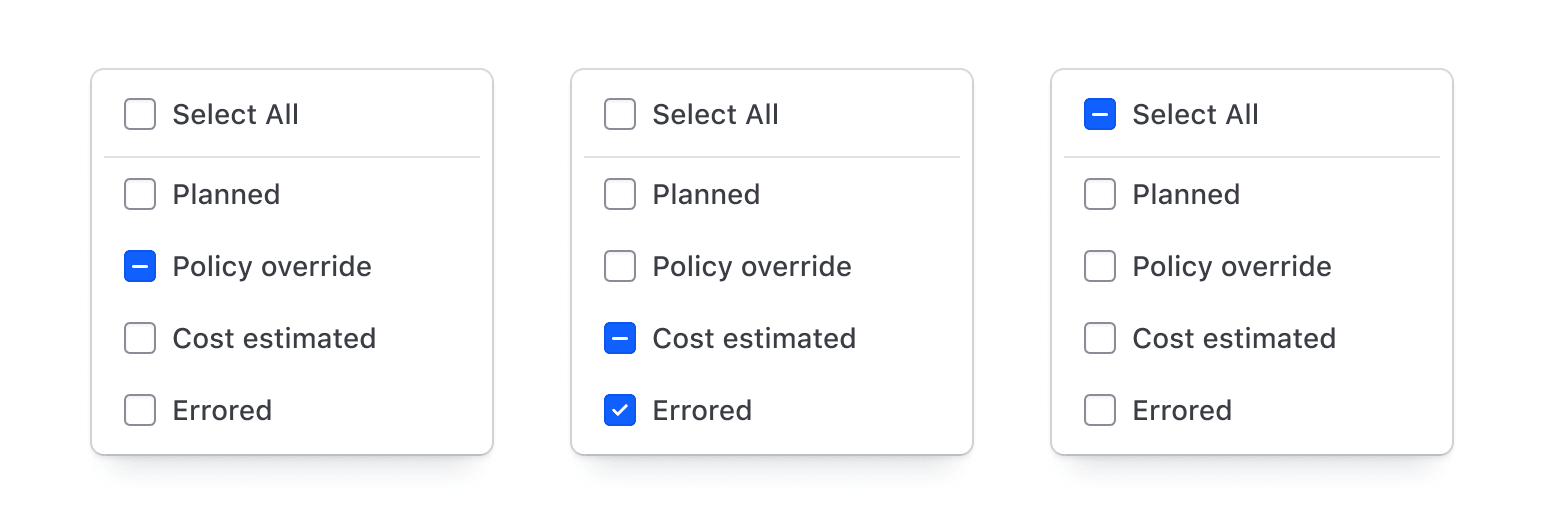 Select All
Planned
Policy override
Cost estimated
Errored
Select All
Planned
Policy override
Cost estimated
Errored
Select All
Planned
Policy override
Cost estimated
Errored